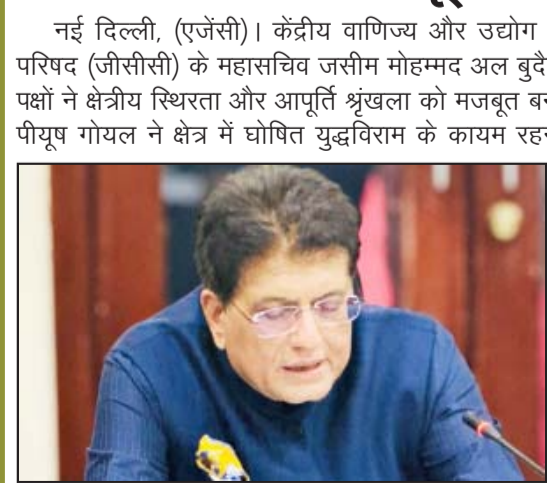 नई दिल्ली, (एजेंसी)। केंद्रीय वाणिज्य और उद्योग
परिषद (जीसीसी) के महासचिव जसीम मोहम्मद अल बुदै
पक्षों ने क्षेत्रीय स्थिरता और आपूर्ति श्रृंखला को मजबूत
पीयूष गोयल ने क्षेत्र में घोषित युद्धविराम के कायम